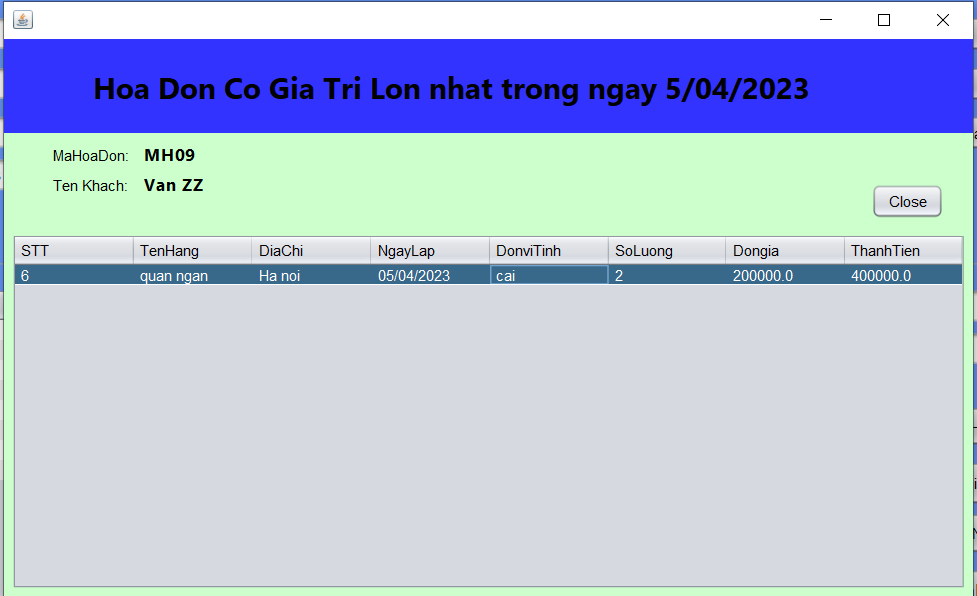 Hoa Don Co Gia Tri Lon nhat trong ngay 5/04/2023
MaHoaDon: MH09
Ten Khach: Van ZZ
Close
STT TenHang DiaChi NgayLap DonviTinh SoLuong Dongia ThanhTien
6 quan ngan Ha noi 05/04/2023 cai 2 200000.0 400000.0